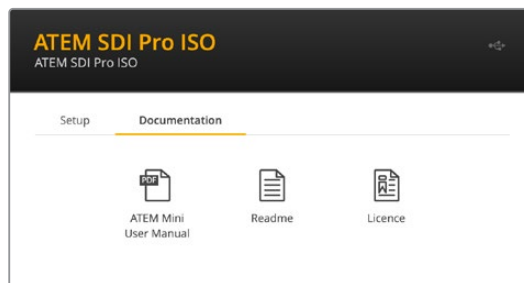 ATEM SDI Pro ISO
ATEM SDI Pro ISO
Setup
Documentation
PDF
ATEM Mini
User Manual
Readme
Licence